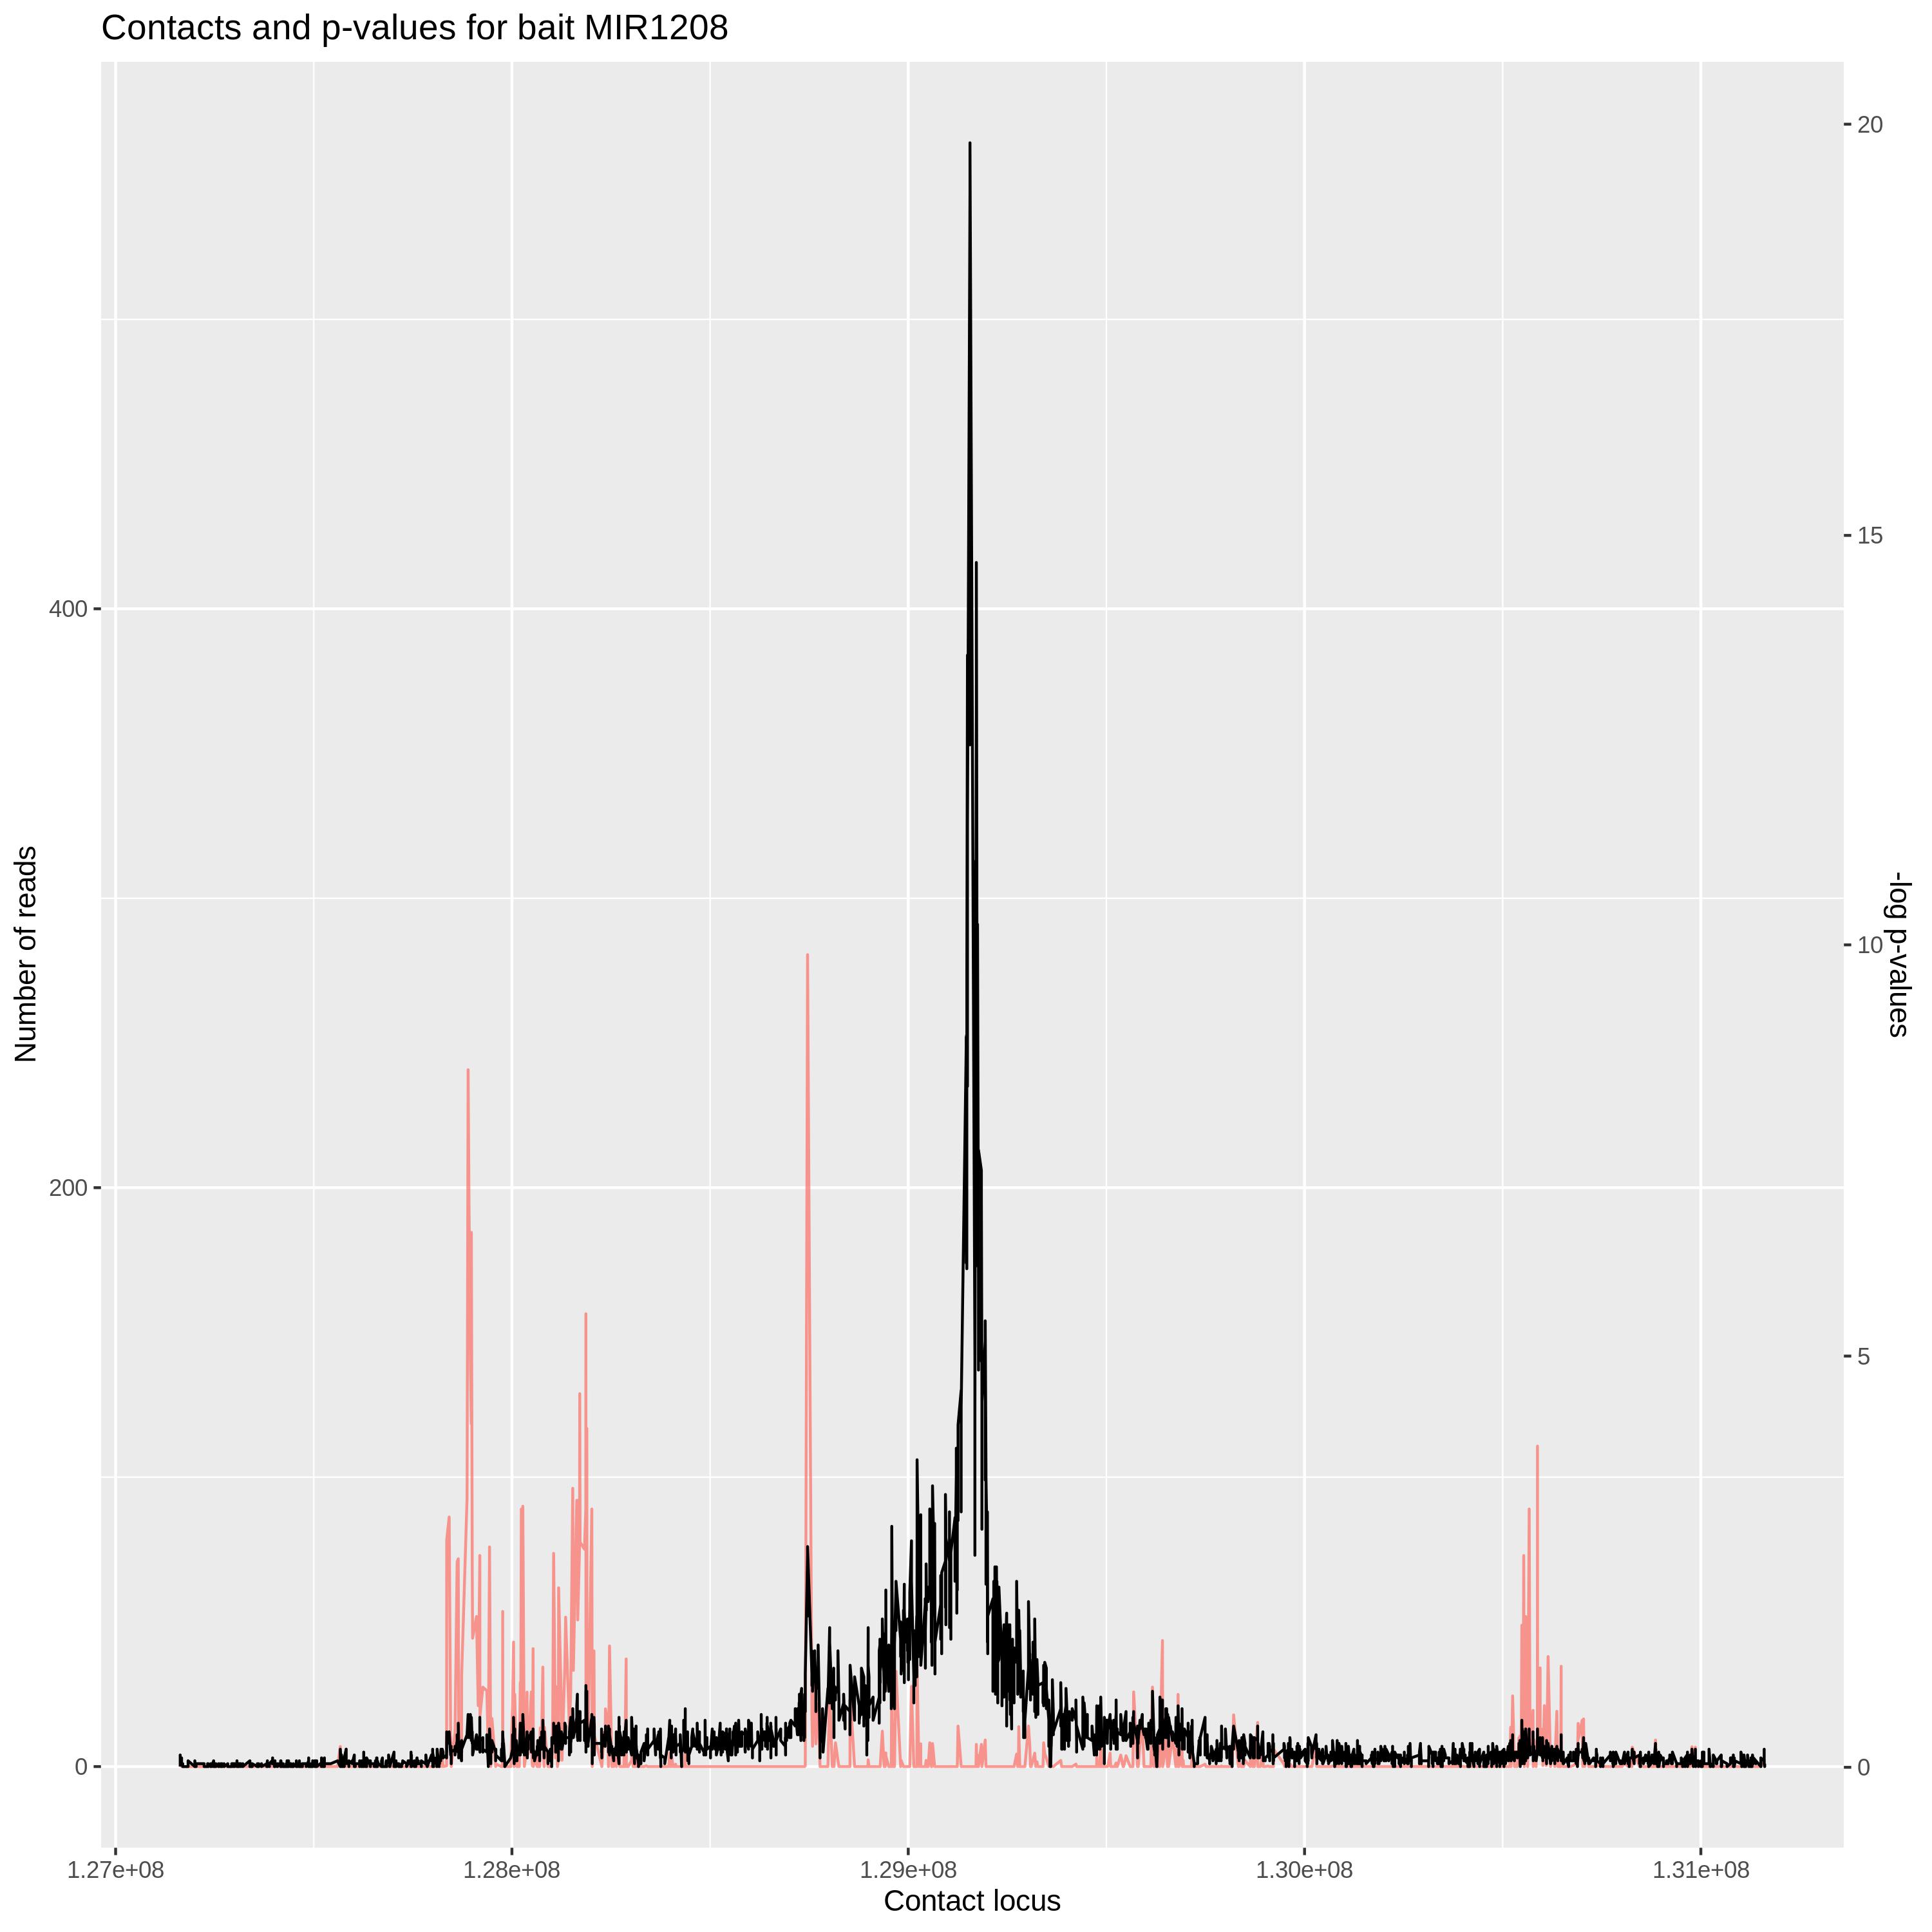 Contacts and p-values for bait MIR1208
20
15
400
Number of reads
-log p-values
10
200
5
0
0
1.27e+08
1.28e+08
1.29e+08
1.30e+08
1.31e+08
Contact locus